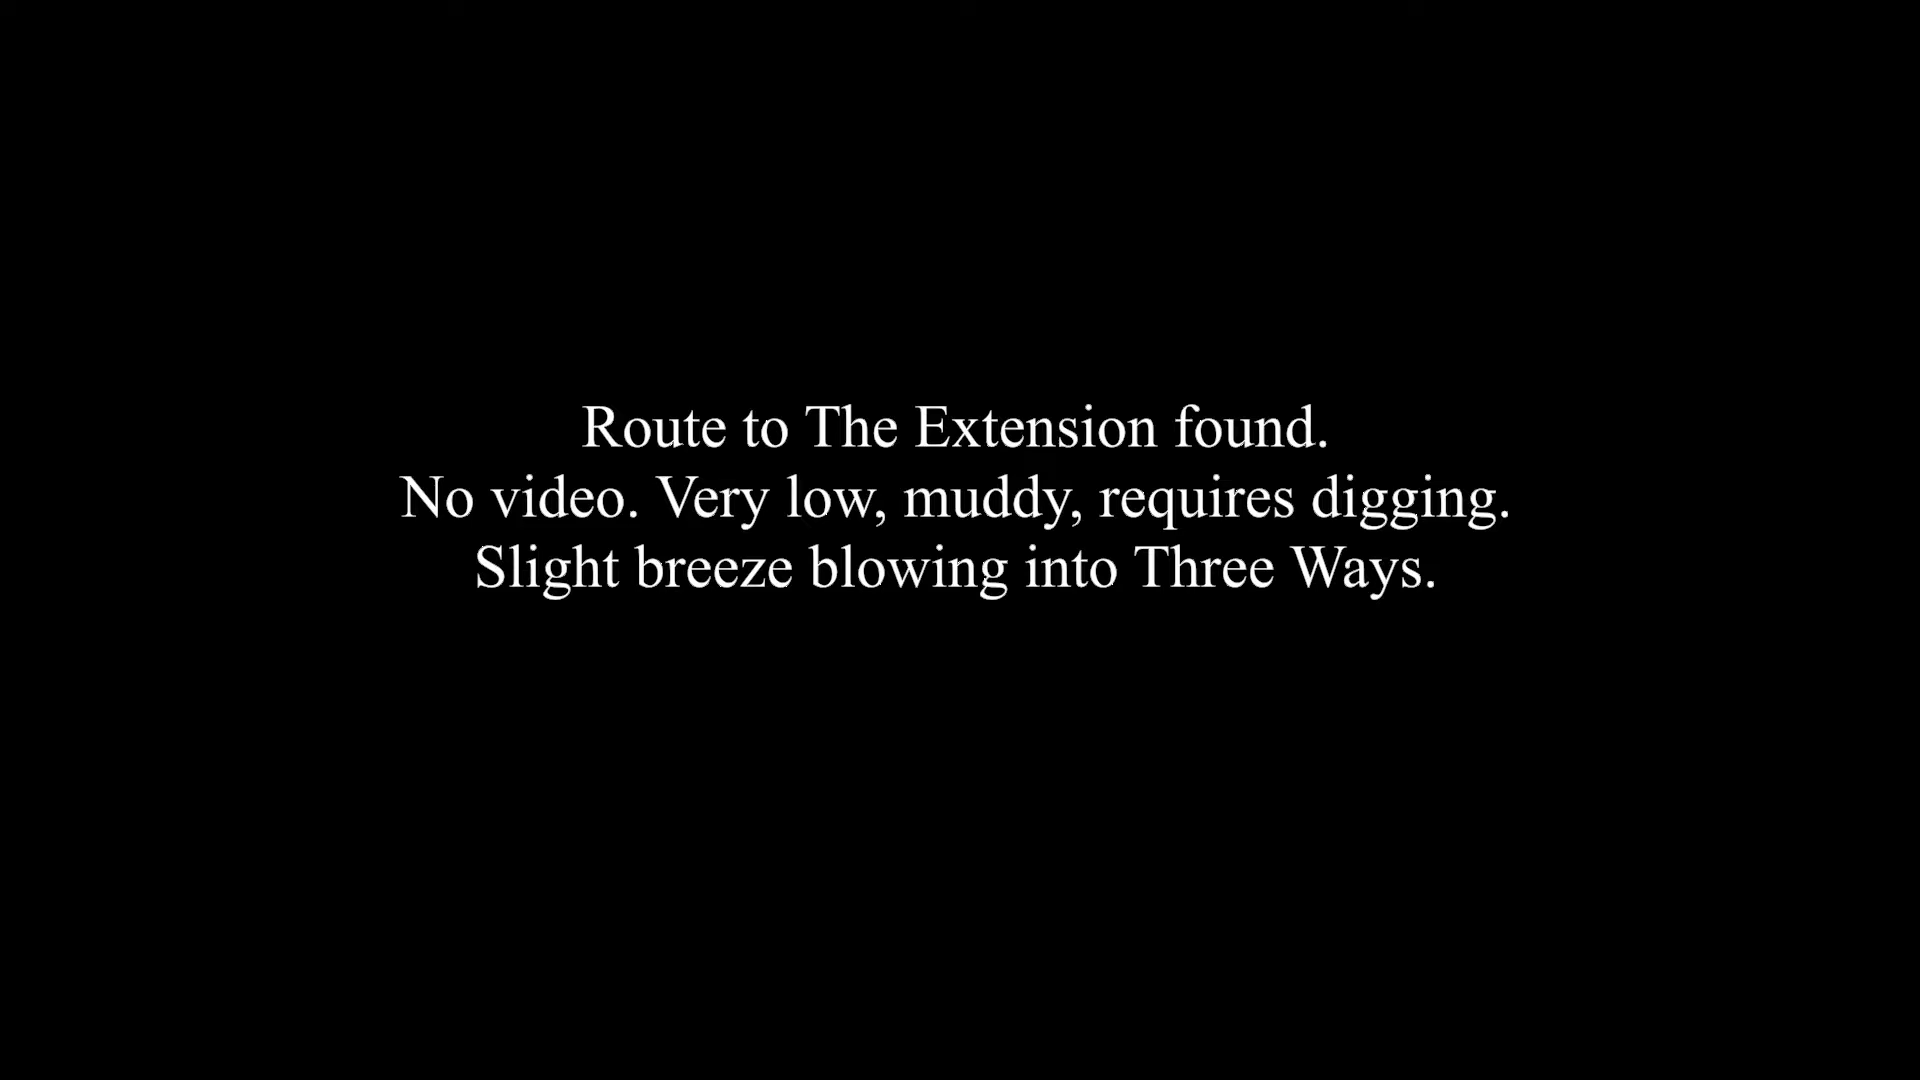 Route to The Extension found.
No video. Very low, muddy, requires digging.
Slight breeze blowing into Three Ways.